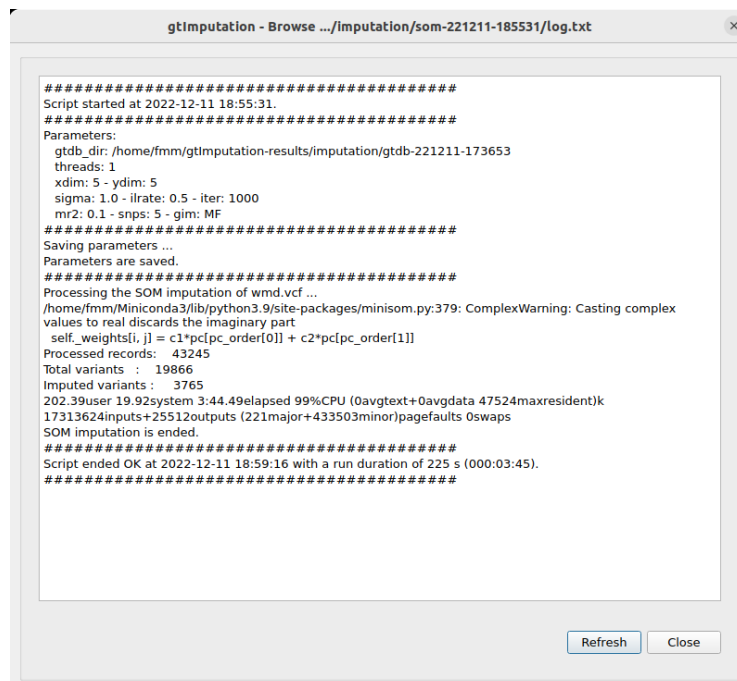 gtImputation - Browse .../imputation/som-221211-185531/log.txt
#########################################
Script started at 2022-12-11 18:55:31.
#########################################
Parameters:
gtdb_dir: /home/fmm/gtImputation-results/imputation/gtdb-221211-173653
threads: 1
xdim: 5 - ydim: 5
sigma: 1.0 - ilrate: 0.5 - iter: 1000
mr2: 0.1 - snps: 5 - gim: MF
#########################################
Saving parameters ...
Parameters are saved.
#########################################
Processing the SOM imputation of wmd.vcf ...
/home/fmm/Miniconda3/lib/python3.9/site-packages/minisom.py:379: ComplexWarning: Casting complex
values to real discards the imaginary part
self._weights[i, j] = c1*pc[pc_order[0]] + c2*pc[pc_order[1]]
Processed records: 43245
Total variants : 19866
Imputed variants : 3765
202.39user 19.92system 3:44.49elapsed 99%CPU (0avgtext+0avgdata 47524maxresident)k
17313624inputs+25512outputs (221major+433503minor)pagefaults 0swaps
SOM imputation is ended.
#########################################
Script ended OK at 2022-12-11 18:59:16 with a run duration of 225 s (000:03:45).
#########################################
Refresh Close